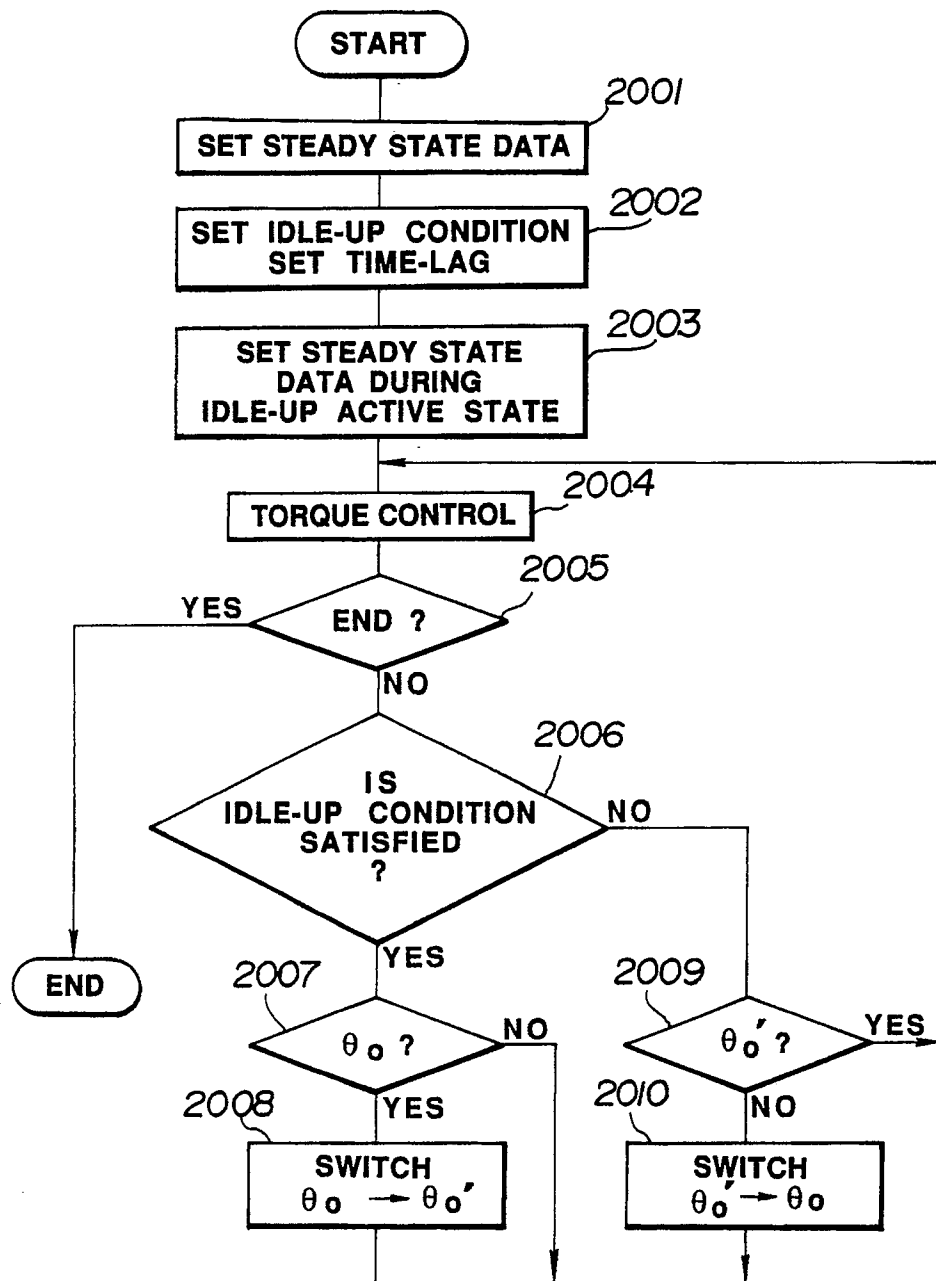 START
2001
SET STEADY STATE DATA
2002
SET IDLE-UP CONDITION
SET TIME-LAG
2003
SET STEADY STATE
DATA DURING
IDLE-UP ACTIVE STATE
2004
TORQUE CONTROL
2005
YES
END ?
NO
2006
IS
IDLE-UP CONDITION
SATISFIED
?
NO
YES
END
2007
θo ?
NO
2009
θo' ?
YES
YES
NO
2008
SWITCH
θo → θo'
2010
SWITCH
θo' → θo